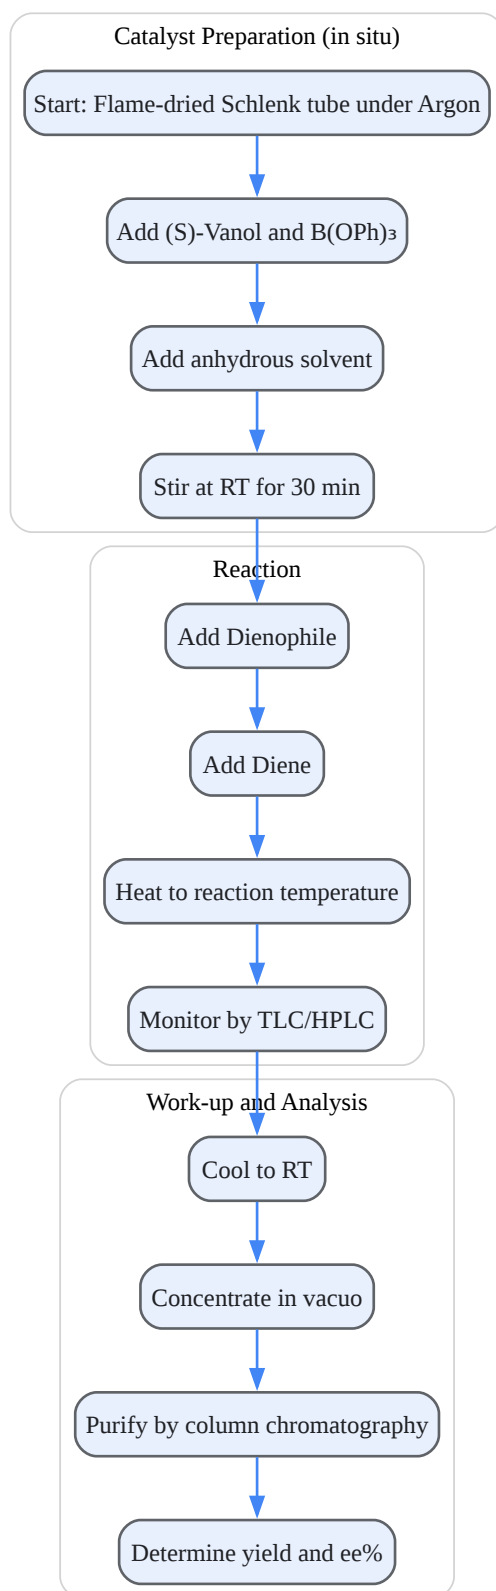 Catalyst Preparation (in situ)
Start: Flame-dried Schlenk tube under Argon
Add (S)-Vanol and B(OPh)₃
Add anhydrous solvent
Stir at RT for 30 min
Reaction
Add Dienophile
Add Diene
Heat to reaction temperature
Monitor by TLC/HPLC
Work-up and Analysis
Cool to RT
Concentrate in vacuo
Purify by column chromatography
Determine yield and ee%